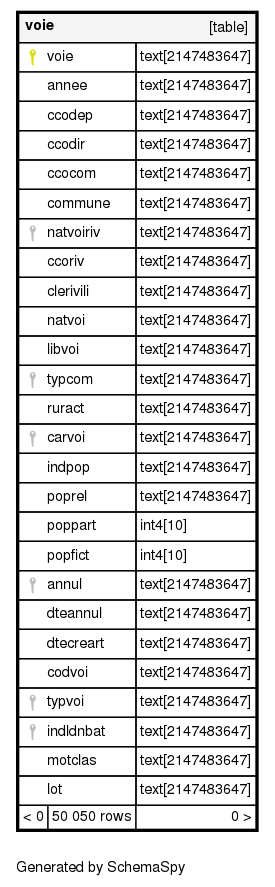 voie [table]
voie text[2147483647]
annee text[2147483647]
ccodep text[2147483647]
ccodir text[2147483647]
ccocom text[2147483647]
commune text[2147483647]
natvoiriv text[2147483647]
ccoriv text[2147483647]
clerivili text[2147483647]
natvoi text[2147483647]
libvoi text[2147483647]
typcom text[2147483647]
ruract text[2147483647]
carvoi text[2147483647]
indpop text[2147483647]
poprel text[2147483647]
poppart int4[10]
popfict int4[10]
annul text[2147483647]
dteannul text[2147483647]
dtecreart text[2147483647]
codvoi text[2147483647]
typvoi text[2147483647]
indldnbat text[2147483647]
motclas text[2147483647]
lot text[2147483647]
< 0 50 050 rows 0 >
Generated by SchemaSpy